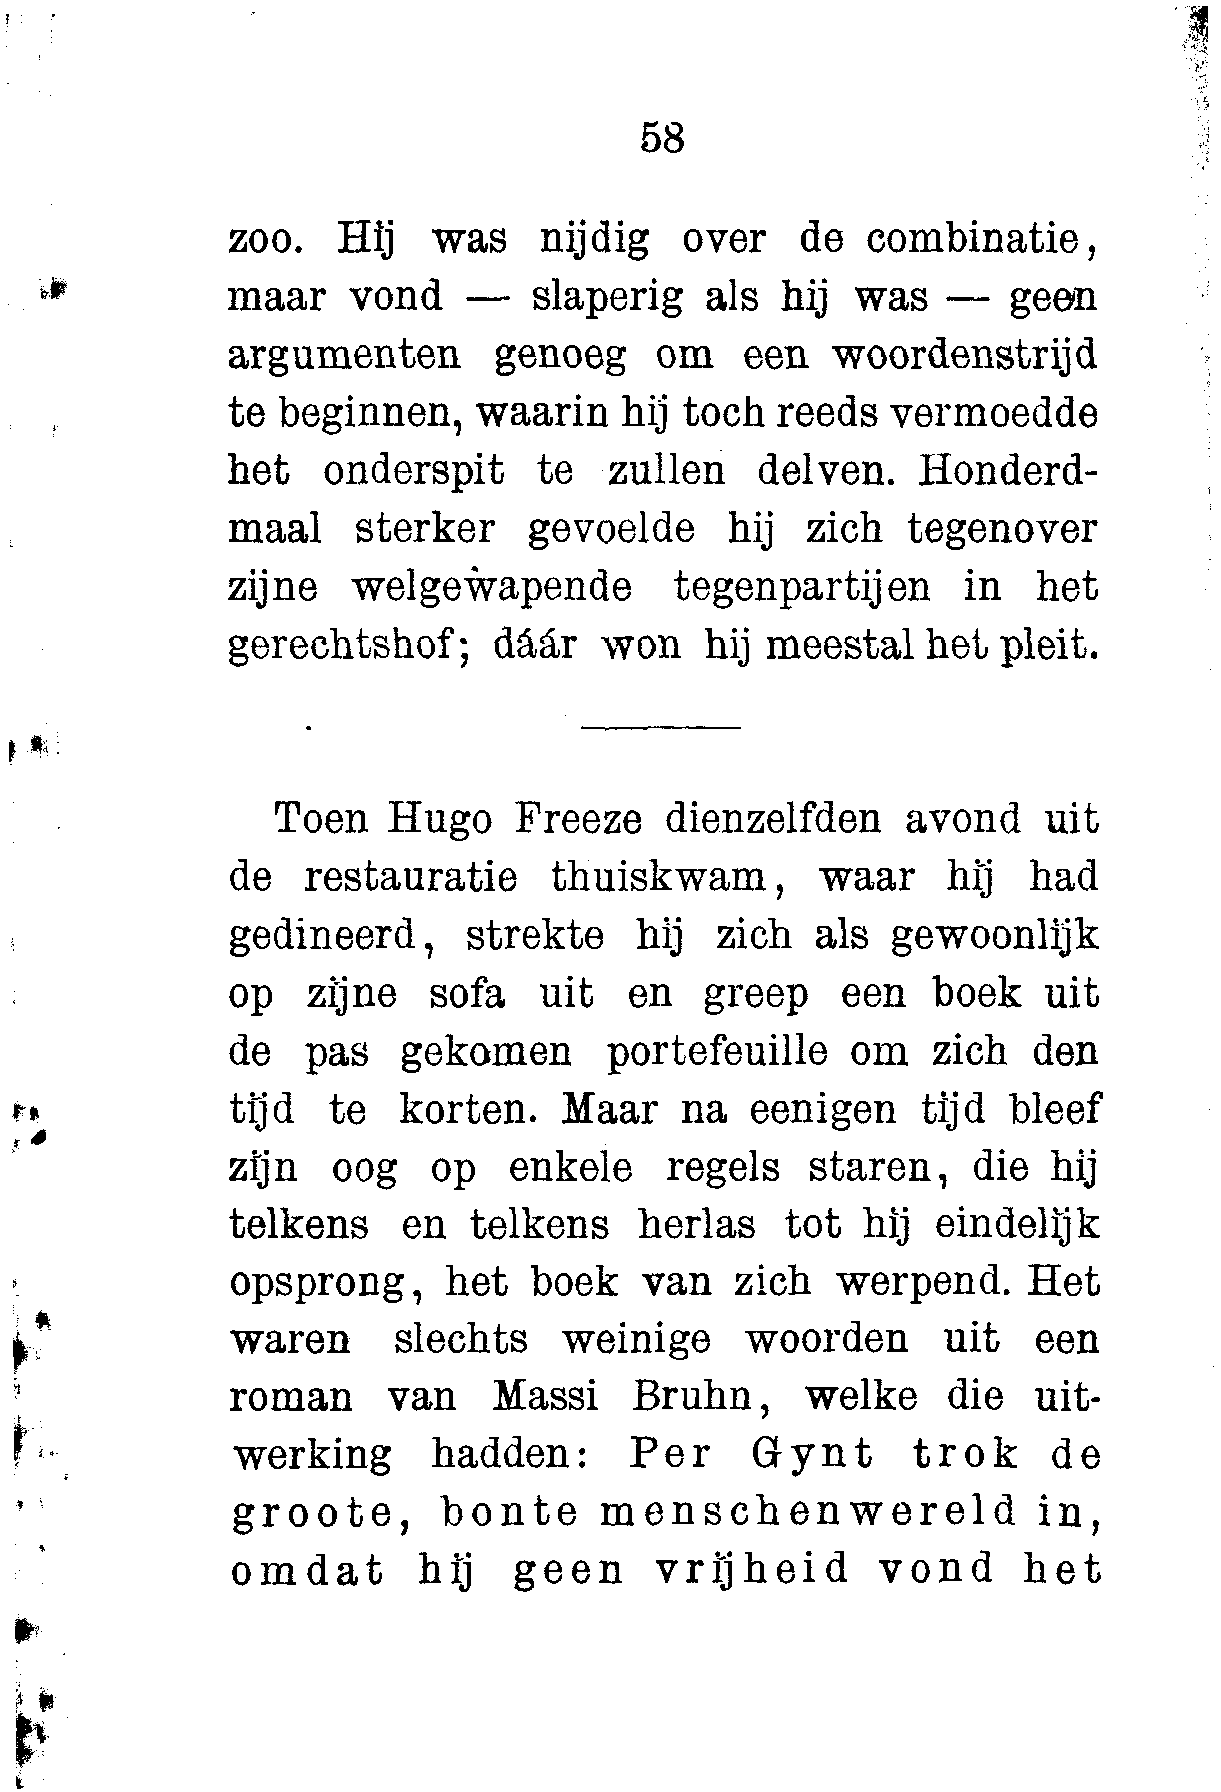 58
zoo. Hij was nijdig over de combinatie,
maar vond — slaperig als hij was — geen
argumenten genoeg om een woordenstrijd
te beginnen, waarin hij toch reeds vermoedde
het onderspit te zullen delven. Honderd-
maal sterker gevoelde hij zich tegenover
zijne welgewapende tegenpartijen in het
gerechtshof; dáár won hij meestal het pleit.
Toen Hugo Freeze dienzelfden avond uit
de restauratie thuiskwam, waar hij had
gedineerd, strekte hij zich als gewoonlijk
op zijne sofa uit en greep een boek uit
de pas gekomen portefeuille om zich den
tijd te korten. Maar na eenigen tijd bleef
zijn oog op enkele regels staren, die hij
telkens en telkens herlas tot hij eindelijk
opsprong, het boek van zich werpend. Het
waren slechts weinige woorden uit een
roman van Massi Bruhn, welke die uit-
werking hadden: Per Gynt trok de
groote, bonte menschenwereld in,
omdat hij geen vrijheid vond het